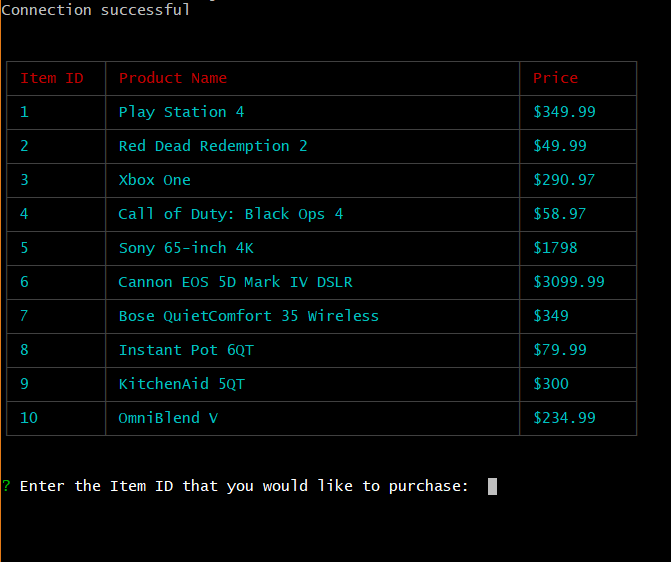 Connection successful
Item ID Product Name Price
1 Play Station 4 $349.99
2 Red Dead Redemption 2 $49.99
3 Xbox One $290.97
4 Call of Duty: Black Ops 4 $58.97
5 Sony 65-inch 4K $1798
6 Cannon EOS 5D Mark IV DSLR $3099.99
7 Bose QuietComfort 35 Wireless $349
8 Instant Pot 6QT $79.99
9 KitchenAid 5QT $300
10 OmniBlend V $234.99
? Enter the Item ID that you would like to purchase: